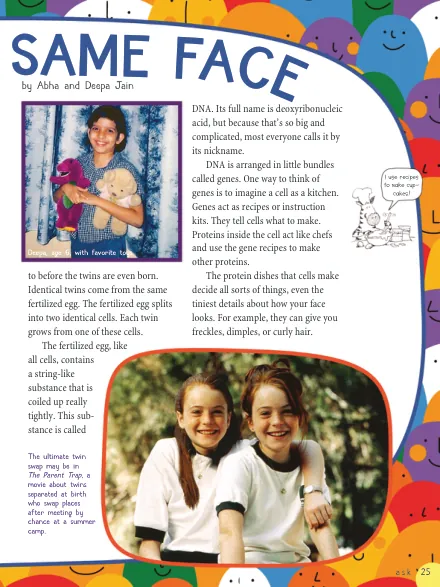 SAME FACE
by Abha and Deepa Jain
Deepa, age 6, with favorite toys
to before the twins are even born.
Identical twins come from the same
fertilized egg. The fertilized egg splits
into two identical cells. Each twin
grows from one of these cells.
The fertilized egg, like
all cells, contains
a string-like
substance that is
coiled up really
tightly. This sub-
stance is called
The ultimate twin
swap may be in
The Parent Trap, a
movie about twins
separated at birth
who swap places
after meeting by
chance at a summer
camp.
DNA. Its full name is deoxyribonucleic
acid, but because that's so big and
complicated, most everyone calls it by
its nickname.
DNA is arranged in little bundles
called genes. One way to think of
genes is to imagine a cell as a kitchen.
Genes act as recipes or instruction
kits. They tell cells what to make.
Proteins inside the cell act like chefs
and use the gene recipes to make
other proteins.
The protein dishes that cells make
decide all sorts of things, even the
tiniest details about how your face
looks. For example, they can give you
freckles, dimples, or curly hair.
I use recipes
to make cup-
cakes!
ask 25